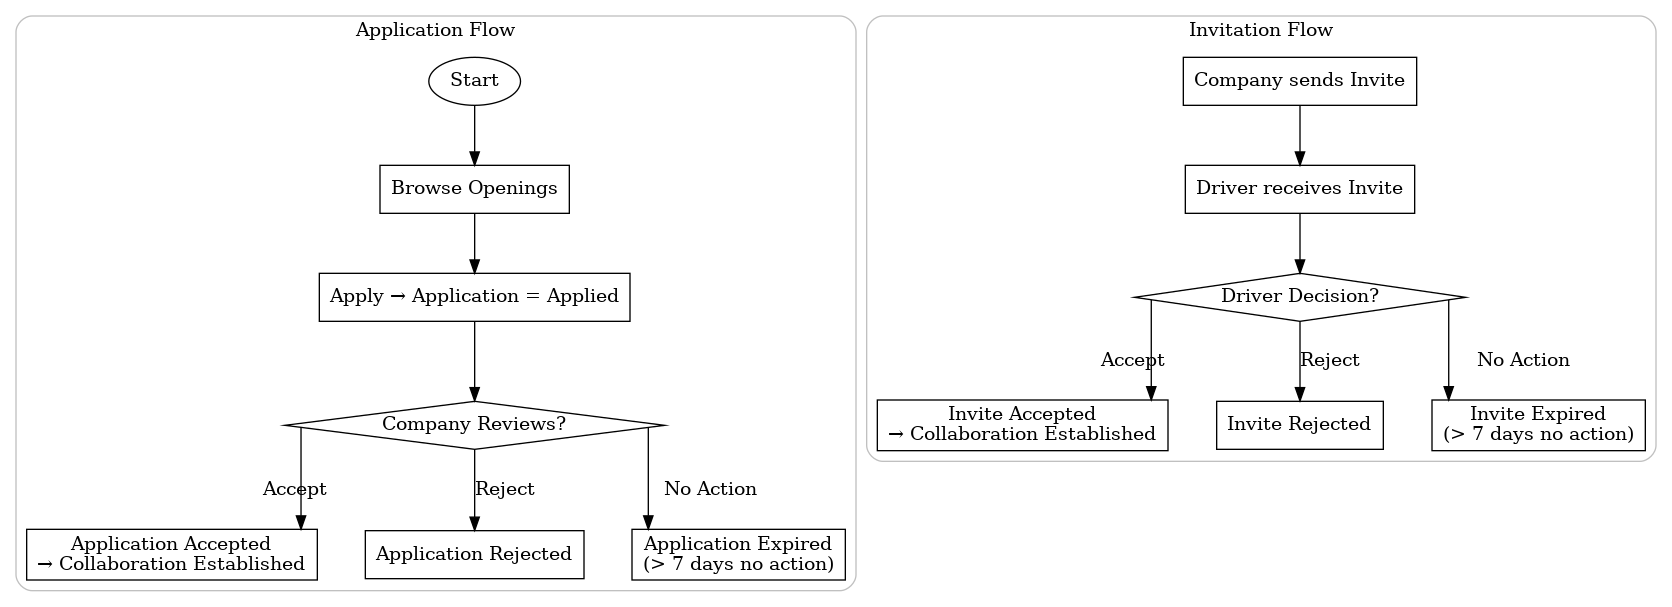 Application Flow
Start
Browse Openings
Apply → Application = Applied
Company Reviews?
Accept
Reject
No Action
Application Accepted
→ Collaboration Established
Application Rejected
Application Expired
(> 7 days no action)
Invitation Flow
Company sends Invite
Driver receives Invite
Driver Decision?
Accept
Reject
No Action
Invite Accepted
→ Collaboration Established
Invite Rejected
Invite Expired
(> 7 days no action)